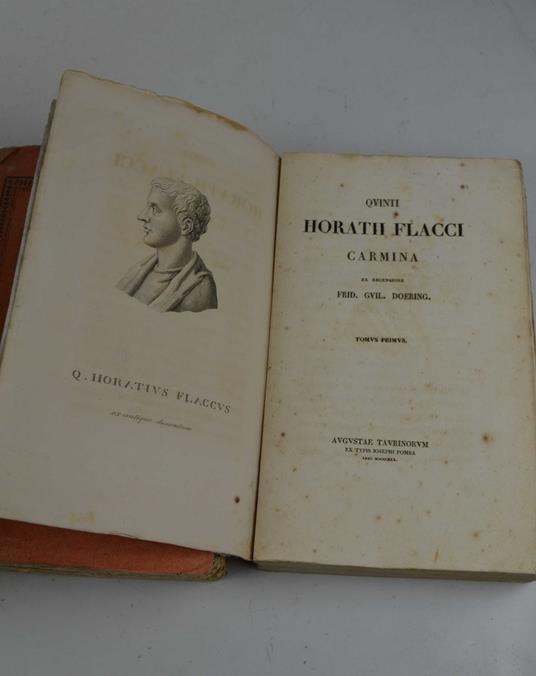 Q. HORATIVS FLACCVS
ex antiquo
QVINTI
HORATII FLACCI
CARMINA
EX RECENSIONE
FRID. GVIL. DOERING.
TOMVS PRIMVS.
AVGVSTAE TAVRINORVM
EX TYPIS IOSEPHI POMBA